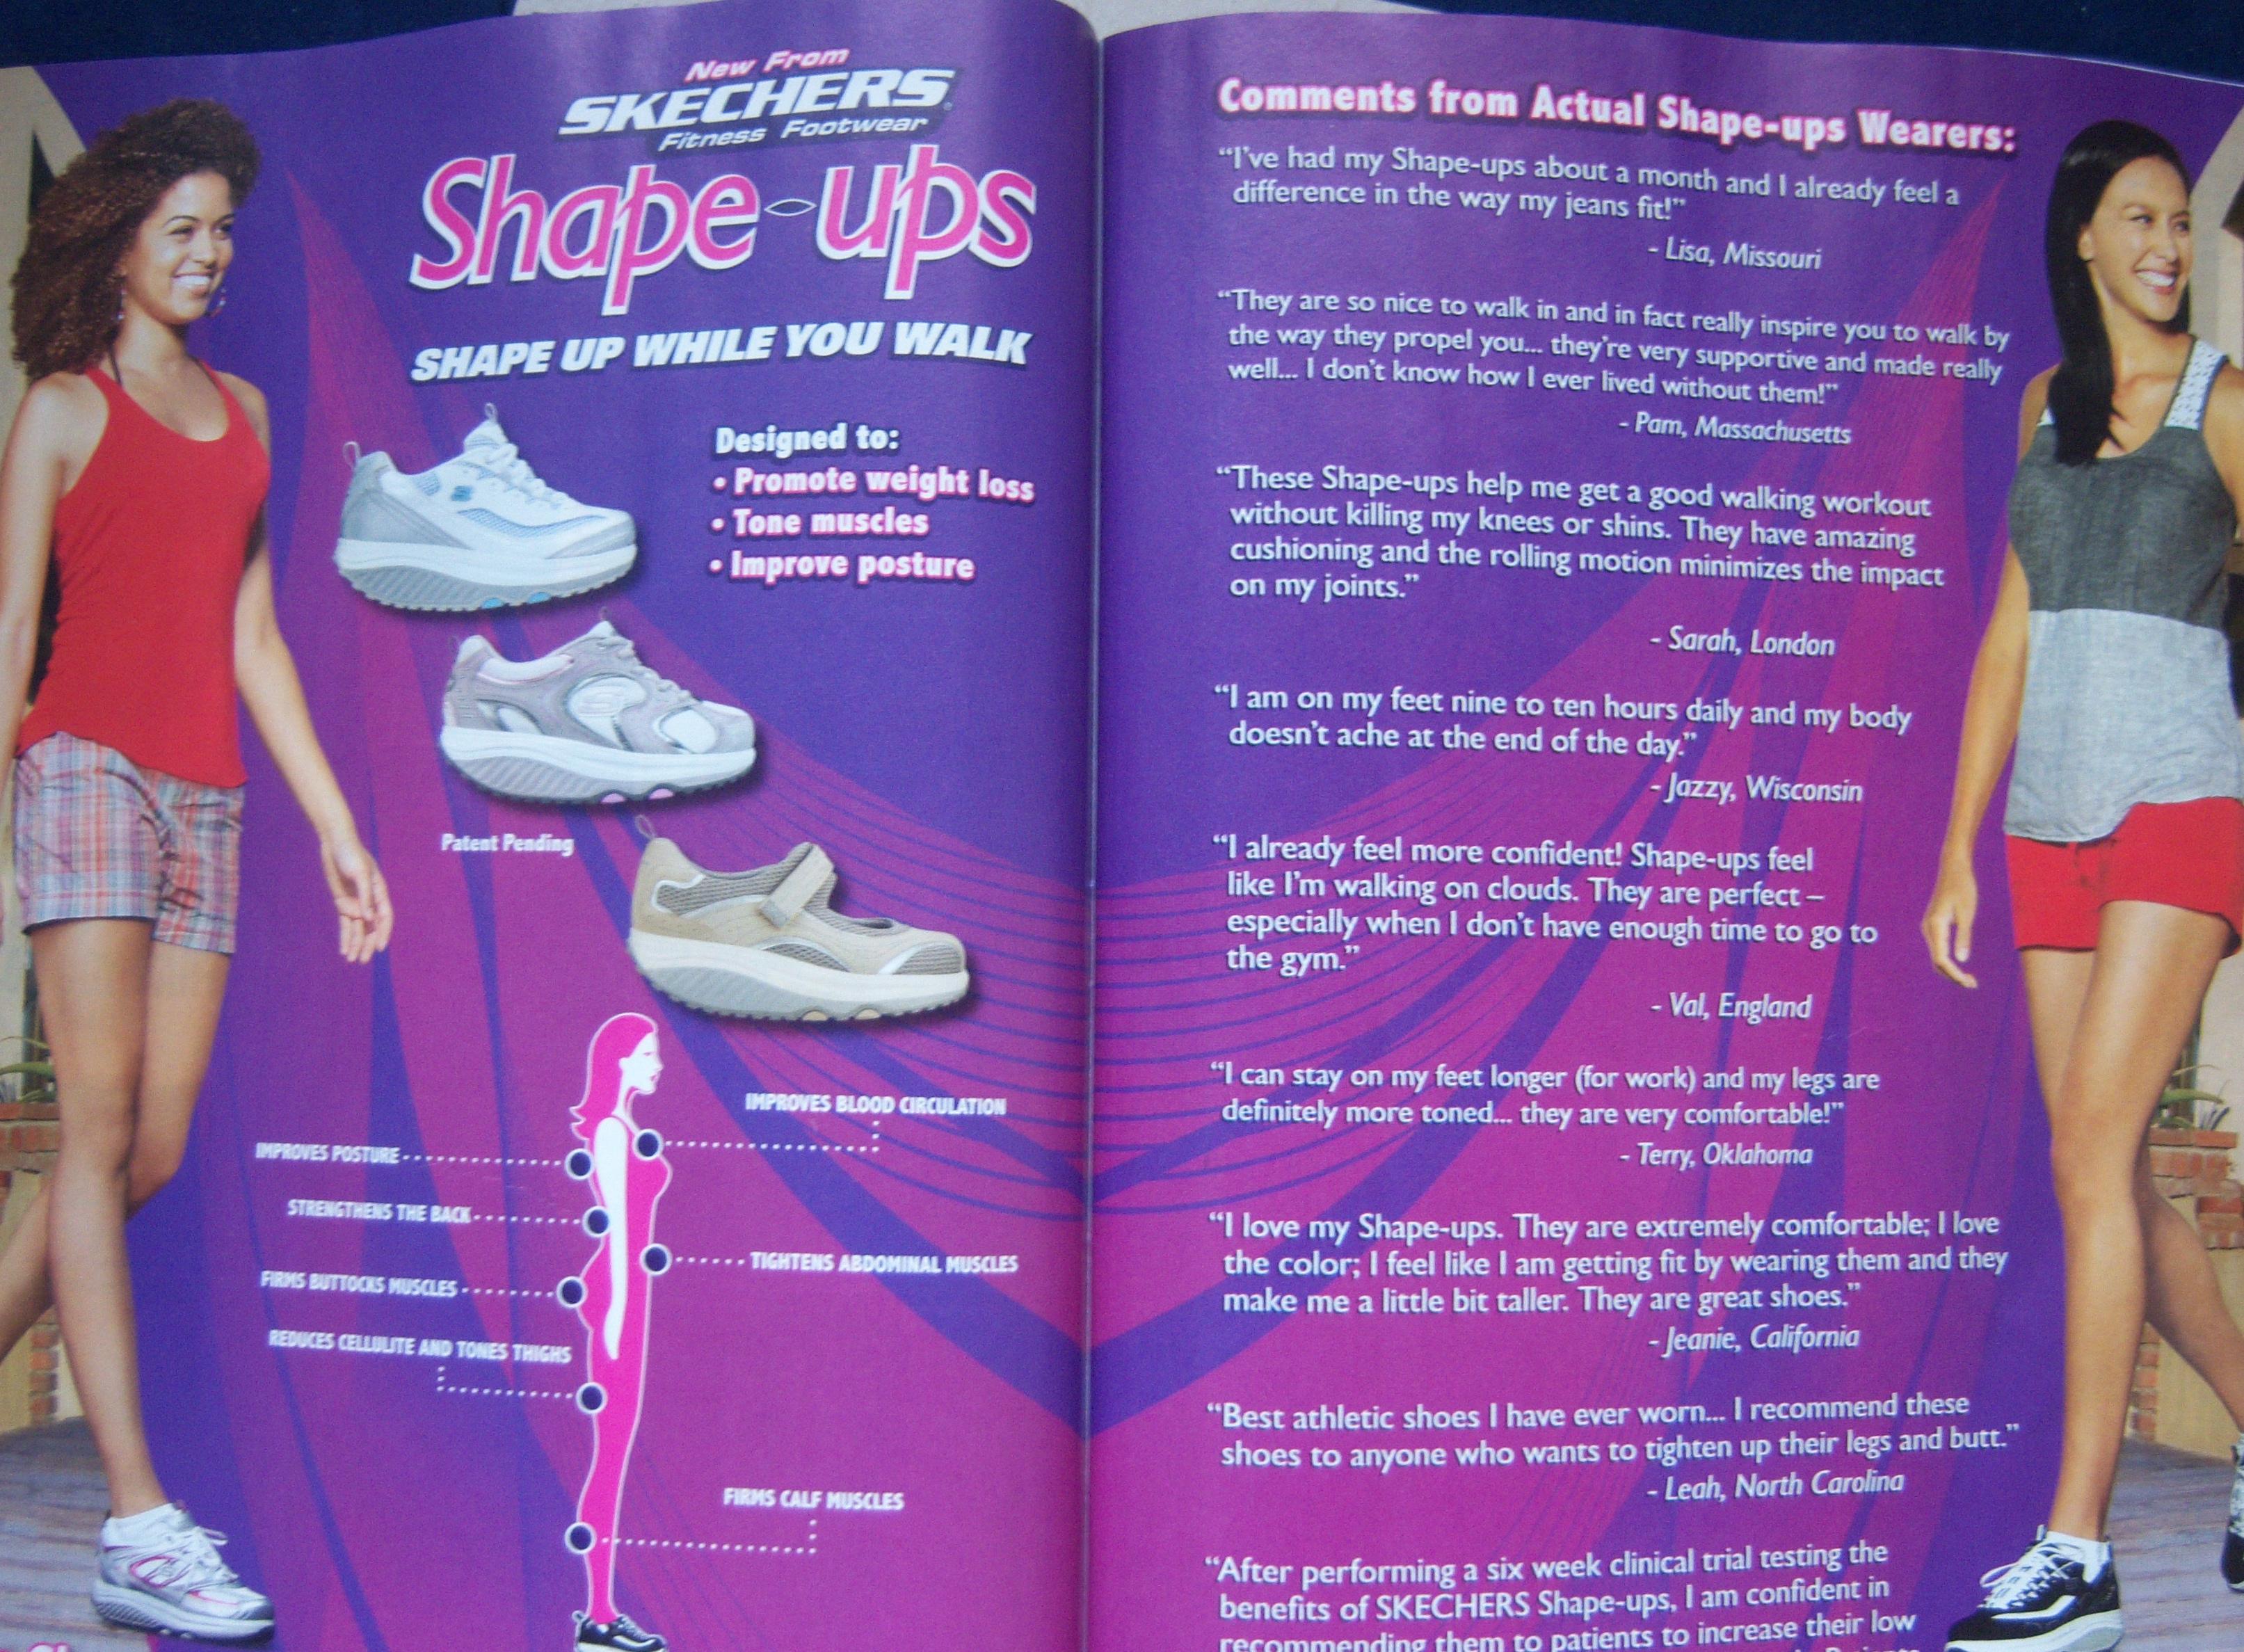 New From
SKECHERS
Fitness Footwear
Shape-ups
SHAPE UP WHILE YOU WALK
Designed to:
• Promote weight loss
• Tone muscles
• Improve posture
Patent Pending
IMPROVES BLOOD CIRCULATION
IMPROVES POSTURE
STRENGTHENS THE BACK
TIGHTENS ABDOMINAL MUSCLES
FIRMS BUTTOCKS MUSCLES
REDUCES CELLULITE AND TONES THIGHS
FIRMS CALF MUSCLES
Comments from Actual Shape-ups Wearers:
“I’ve had my Shape-ups about a month and I already feel a
difference in the way my jeans fit!”
- Lisa, Missouri
“They are so nice to walk in and in fact really inspire you to walk by
the way they propel you... they’re very supportive and made really
well... I don’t know how I ever lived without them!”
- Pam, Massachusetts
“These Shape-ups help me get a good walking workout
without killing my knees or shins. They have amazing
cushioning and the rolling motion minimizes the impact
on my joints.”
- Sarah, London
“I am on my feet nine to ten hours daily and my body
doesn’t ache at the end of the day.”
- Jazzy, Wisconsin
“I already feel more confident! Shape-ups feel
like I’m walking on clouds. They are perfect –
especially when I don’t have enough time to go to
the gym.”
- Val, England
“I can stay on my feet longer (for work) and my legs are
definitely more toned... they are very comfortable!”
- Terry, Oklahoma
“I love my Shape-ups. They are extremely comfortable; I love
the color; I feel like I am getting fit by wearing them and they
make me a little bit taller. They are great shoes.”
- Jeanie, California
“Best athletic shoes I have ever worn... I recommend these
shoes to anyone who wants to tighten up their legs and butt.”
- Leah, North Carolina
“After performing a six week clinical trial testing the
benefits of SKECHERS Shape-ups, I am confident in
recommending them to patients to increase their low